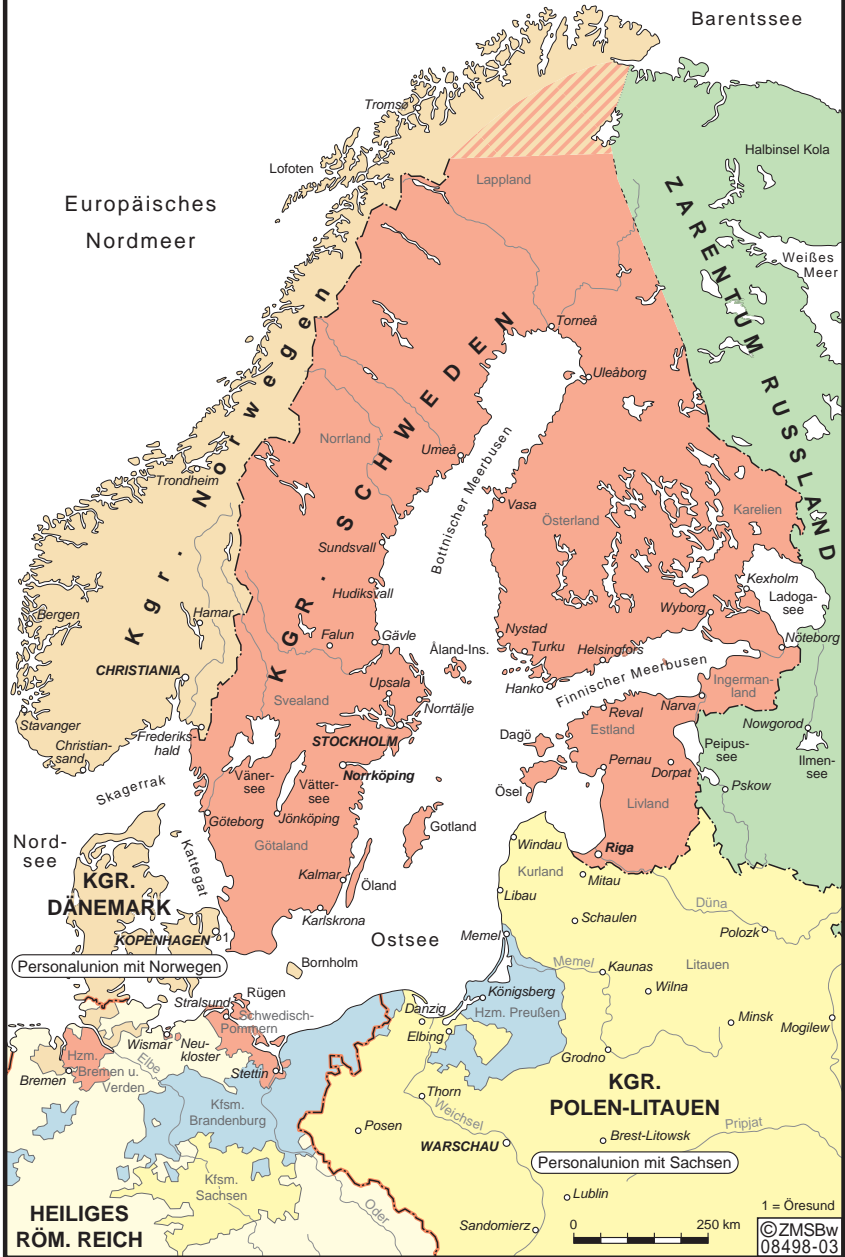 Barentssee
Tromsø
Halbinsel Kola
Lofoten
Lappland
Europäisches
Nordmeer
ZARENTUM RUSSLAND
Weißes
Meer
Torneå
Uleåborg
Kgr. Norwegen
KGR. SCHWEDEN
Norrland
Umeå
Bottnischer Meerbusen
Trondheim
Vasa
Österland
Karelien
Sundsvall
Hudiksvall
Kexholm
Ladoga-
see
Wyborg
Bergen
Hamar
Falun
Gävle
Nystad
Turku
Helsingfors
Nöteborg
Åland-Ins.
CHRISTIANIA
Upsala
Hanko
Finnischer Meerbusen
Ingerman-
land
Svealand
Norrtälje
Narva
Reval
Estland
Stavanger
Christian-
sand
Frederiks-
hald
STOCKHOLM
Dagö
Nowgorod
Peipus-
see
Ilmen-
see
Väner-
see
Vätter-
see
Norrköping
Pernau
Dorpat
Skagerrak
Ösel
Pskow
Livland
Göteborg
Jönköping
Gotland
Nord-
see
Kattegat
Götaland
Windau
Riga
KGR.
DÄNEMARK
Kalmar
Öland
Kurland
Mitau
Libau
Düna
Karlskrona
Schaulen
KOPENHAGEN
1
Ostsee
Memel
Polozk
Personalunion mit Norwegen
Bornholm
Memel
Kaunas
Litauen
Wilna
Rügen
Stralsund
Schwedisch-
Pommern
Königsberg
Hzm. Preußen
Danzig
Elbing
Minsk
Mogilew
Wismar
Neu-
kloster
Elbe
Hzm.
Bremen u.
Verden
Bremen
Stettin
Grodno
KGR.
POLEN-LITAUEN
Kfsm.
Brandenburg
Thorn
Weichsel
Posen
Pripjat
WARSCHAU
Brest-Litowsk
Personalunion mit Sachsen
Kfsm.
Sachsen
Lublin
HEILIGES
RÖM. REICH
Oder
Sandomierz
1 = Öresund
0
250 km
©ZMSBw
08498-03